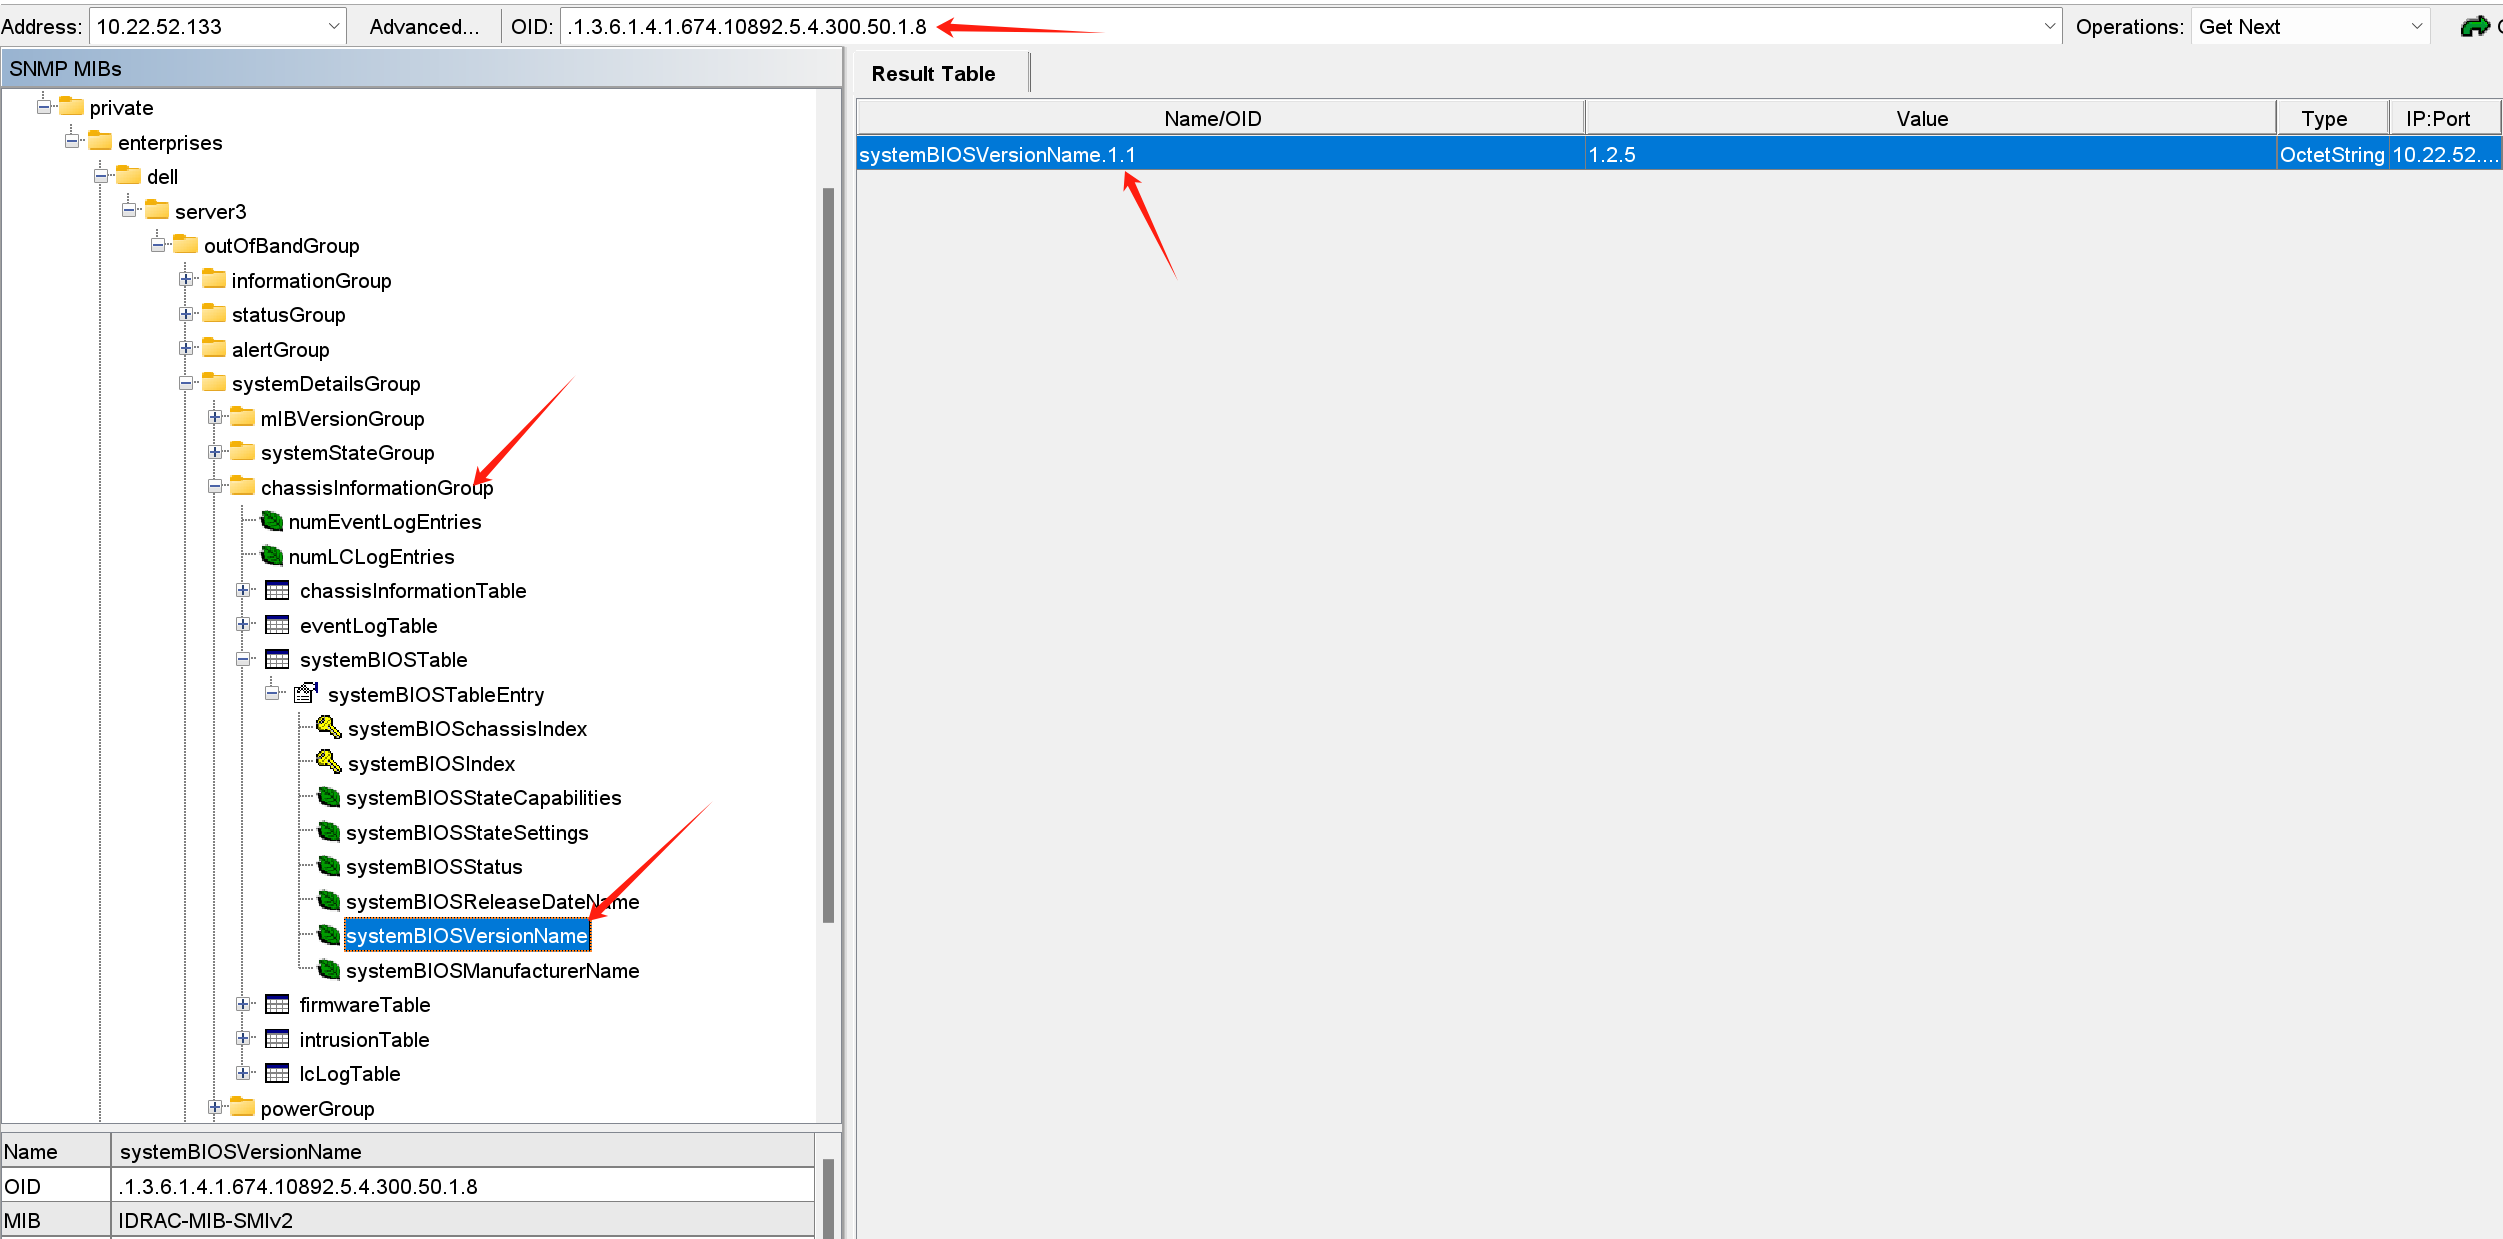 Address: 10.22.52.133 Advanced... OID: .1.3.6.1.4.1.674.10892.5.4.300.50.1.8 Operations: Get Next
SNMP MIBs
private
enterprises
dell
server3
outOfBandGroup
informationGroup
statusGroup
alertGroup
systemDetailsGroup
mIBVersionGroup
systemStateGroup
chassisInformationGroup
numEventLogEntries
numLCLogEntries
chassisInformationTable
eventLogTable
systemBIOSTable
systemBIOSTableEntry
systemBIOSchassisIndex
systemBIOSIndex
systemBIOSStateCapabilities
systemBIOSStateSettings
systemBIOSStatus
systemBIOSReleaseDateName
systemBIOSVersionName
systemBIOSManufacturerName
firmwareTable
intrusionTable
lcLogTable
powerGroup
Name systemBIOSVersionName
OID .1.3.6.1.4.1.674.10892.5.4.300.50.1.8
MIB IDRAC-MIB-SMIv2
Result Table
Name/OID Value Type IP:Port
systemBIOSVersionName.1.1 1.2.5 OctetString 10.22.52....